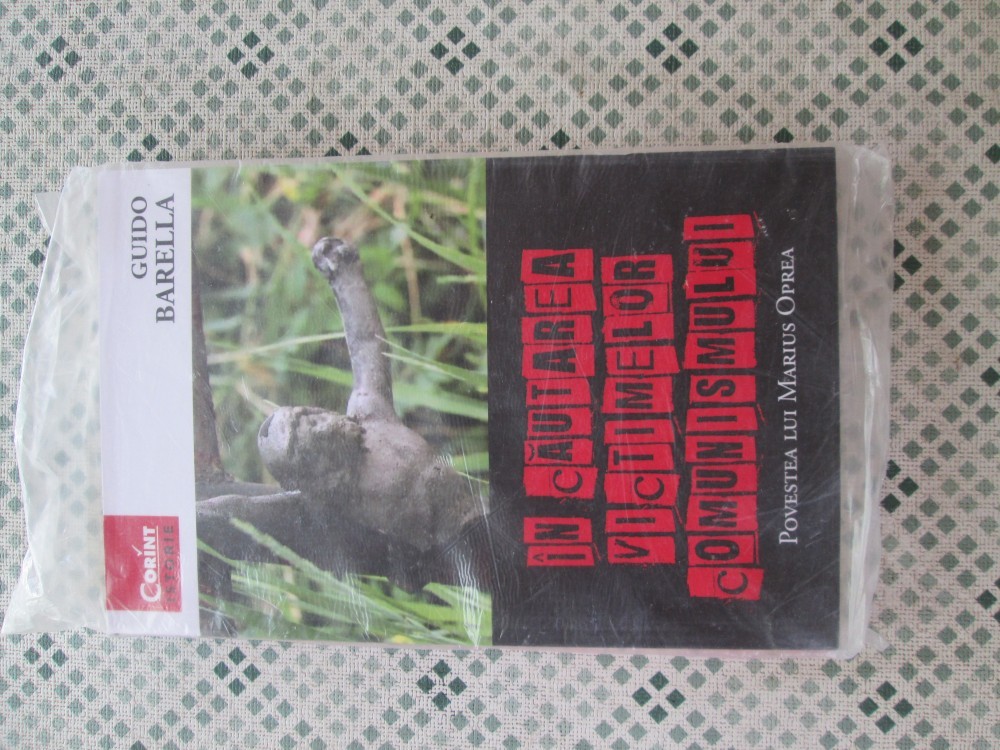 GUIDO
BARELLA
CORINT
ISTORIE
ÎN CĂUTAREA
VICTIMELOR
COMUNISMULUI
POVESTEA LUI MARIUS OPREA